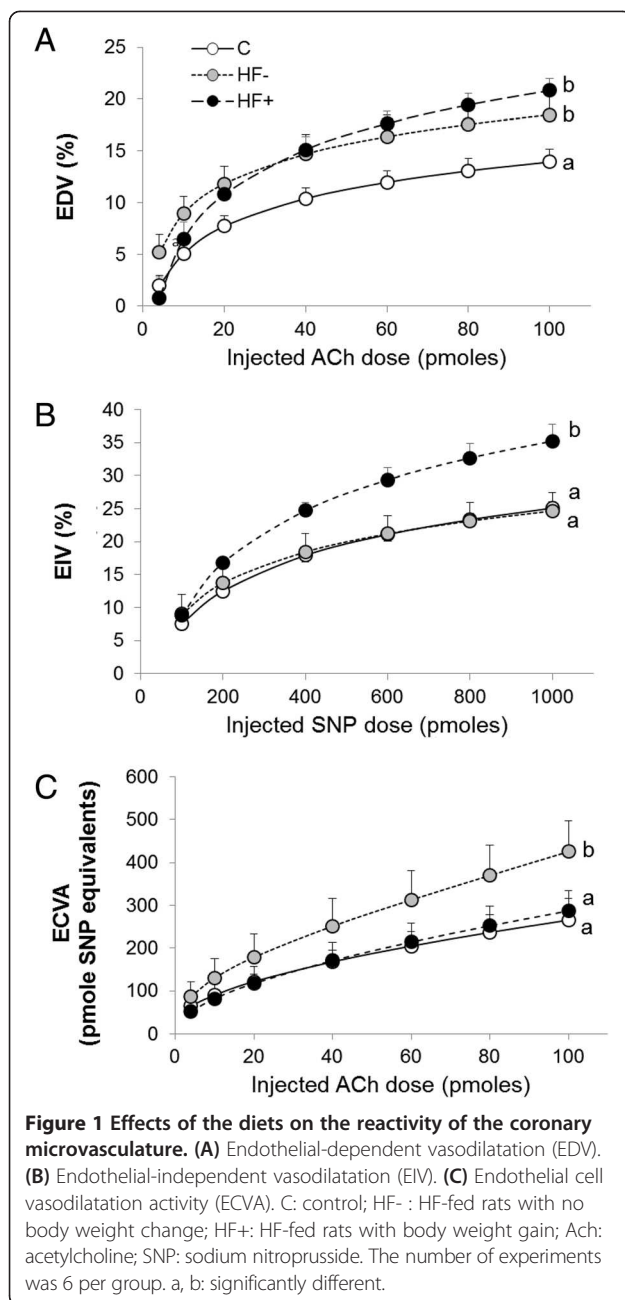 A
C
HF-
HF+
EDV (%)
25
20
15
10
5
0
b
b
a
a
0 20 40 60 80 100
Injected ACh dose (pmoles)
B
EIV (%)
40
35
30
25
20
15
10
5
0
b
a
a
0 200 400 600 800 1000
Injected SNP dose (pmoles)
C
ECVA
(pmole SNP equivalents)
600
500
400
300
200
100
0
b
a
a
0 20 40 60 80 100
Injected ACh dose (pmoles)
Figure 1 Effects of the diets on the reactivity of the coronary
microvasculature. (A) Endothelial-dependent vasodilatation (EDV).
(B) Endothelial-independent vasodilatation (EIV). (C) Endothelial cell
vasodilatation activity (ECVA). C: control; HF- : HF-fed rats with no
body weight change; HF+: HF-fed rats with body weight gain; Ach:
acetylcholine; SNP: sodium nitroprusside. The number of experiments
was 6 per group. a, b: significantly different.